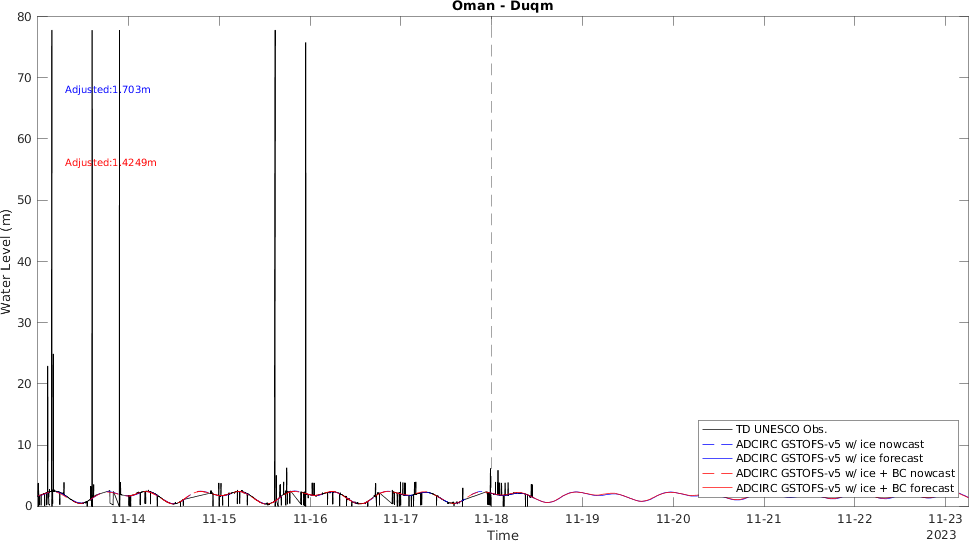 Oman - Duqm
80
70
60
50
40
30
20
10
0
Water Level (m)
Adjusted:1.703m
Adjusted:1.4249m
TD UNESCO Obs.
ADCIRC GSTOFS-v5 w/ ice nowcast
ADCIRC GSTOFS-v5 w/ ice forecast
ADCIRC GSTOFS-v5 w/ ice + BC nowcast
ADCIRC GSTOFS-v5 w/ ice + BC forecast
11-14 11-15 11-16 11-17 11-18 11-19 11-20 11-21 11-22 11-23
2023
Time